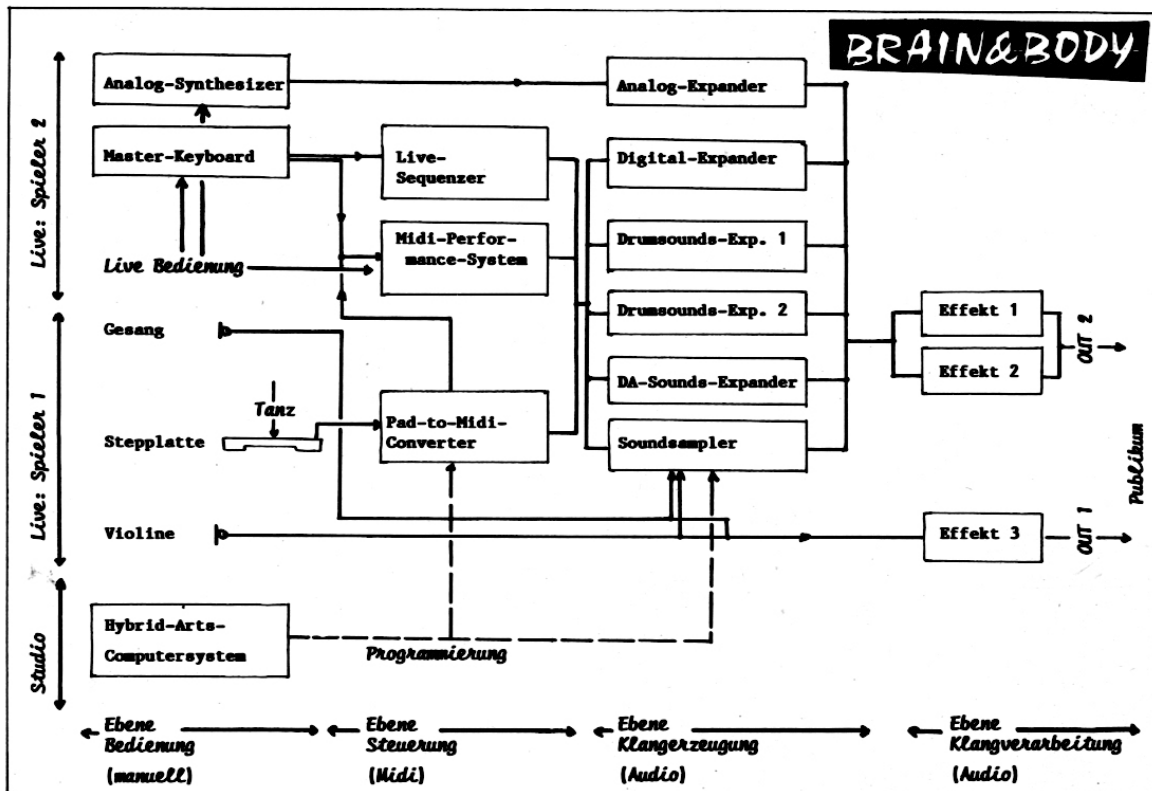 BRAIN&BODY
Analog-Synthesizer
Analog-Expander
Live: Spieler 2
Master-Keyboard
Live-
Sequenzer
Digital-Expander
Midi-Perfor-
mance-System
Drumsounds-Exp. 1
Live Bedienung
Drumsounds-Exp. 2
Effekt 1
Gesang
OUT 2
Effekt 2
DA-Sounds-Expander
Live: Spieler 1
Tanz
Stepplatte
Pad-to-Midi-
Converter
Soundsampler
Publikum
Violine
Effekt 3
OUT 1
Studio
Hybrid-Arts-
Computersystem
Programmierung
Ebene
Bedienung
(manuell)
Ebene
Steuerung
(Midi)
Ebene
Klangerzeugung
(Audio)
Ebene
Klangverarbeitung
(Audio)